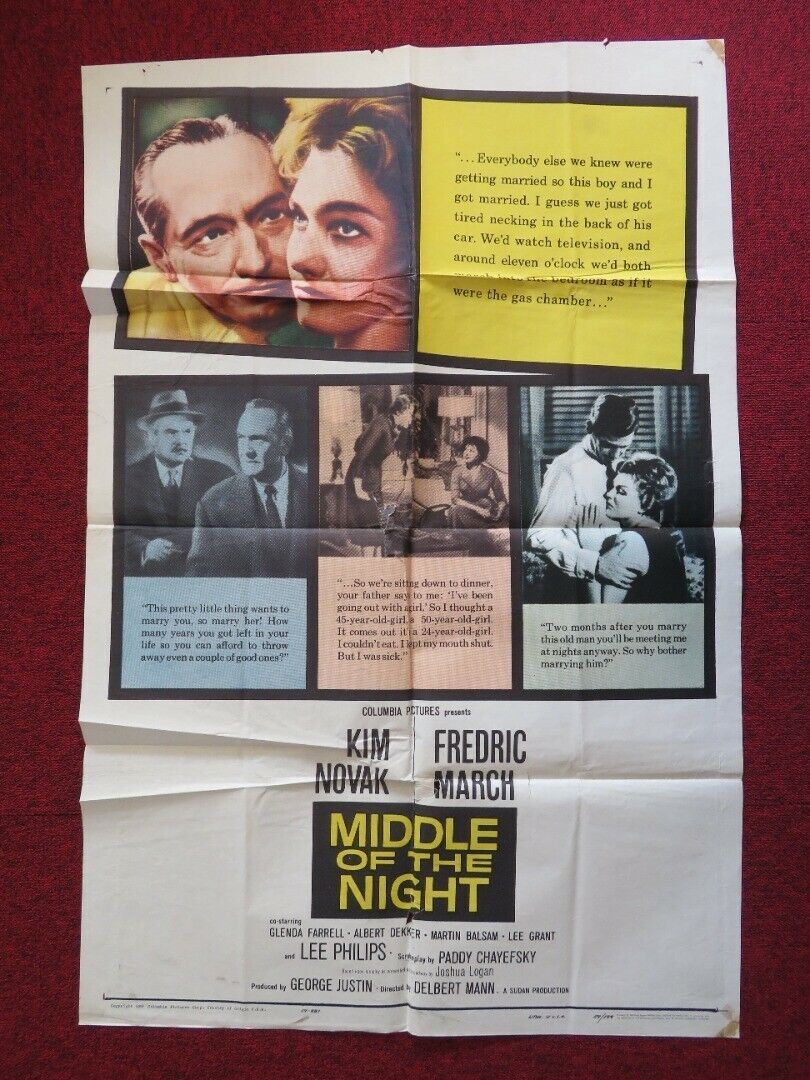 "... Everybody else we knew were
getting married so this boy and I
got married. I guess we just got
tired necking in the back of his
car. We'd watch television, and
around eleven o'clock we'd both
march into the bedroom as if it
were the gas chamber..."
"This pretty little thing wants to
marry you, so marry her! How
many years you got left in your
life so you can afford to throw
away even a couple of good ones?"
"...So we're sitting down to dinner,
your father say to me: 'I've been
going out with girl.' So I thought a
45-year-old-girl, a 50-year-old-girl.
It comes out it a 24-year-old-girl.
I couldn't eat. I kept my mouth shut.
But I was sick."
"Two months after you marry
this old man you'll be meeting me
at nights anyway. So why bother
marrying him?"
COLUMBIA PICTURES presents
KIM NOVAK
FREDRIC MARCH
MIDDLE
OF THE
NIGHT
co-starring
GLENDA FARRELL · ALBERT DEKKER · MARTIN BALSAM · LEE GRANT
and LEE PHILIPS · Screenplay by PADDY CHAYEFSKY
Joshua Logan
Produced by GEORGE JUSTIN · Directed by DELBERT MANN · A SUDAN PRODUCTION